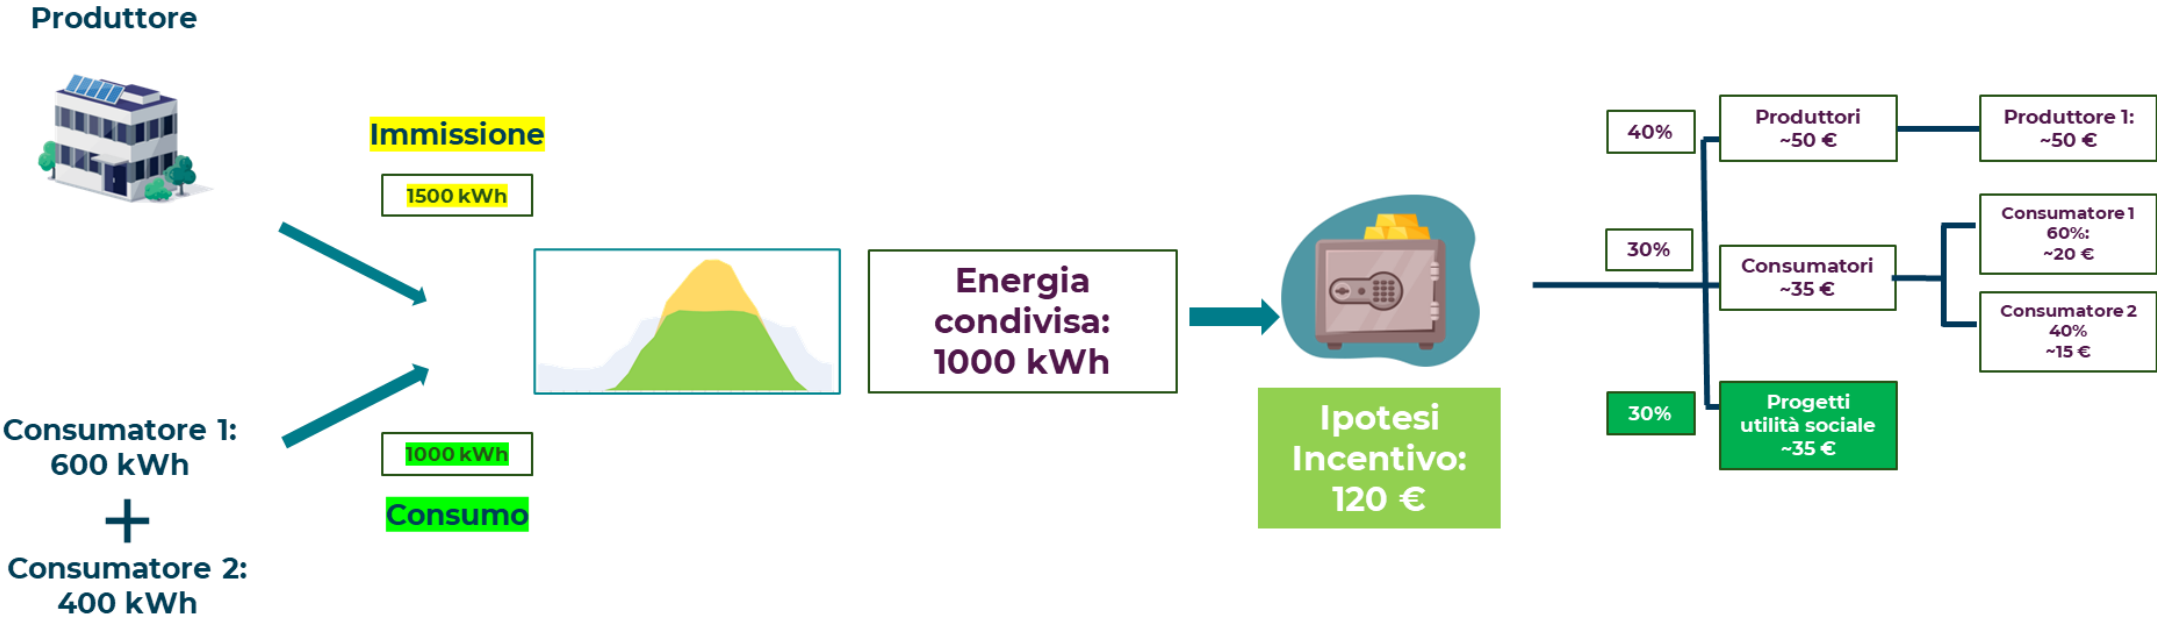 Produttore
Immissione
1500 kWh
Consumatore 1:
600 kWh
+
Consumatore 2:
400 kWh
1000 kWh
Consumo
Energia
condivisa:
1000 kWh
Ipotesi
Incentivo:
120 €
40%
Produttori
~50 €
Produttore 1:
~50 €
30%
Consumatori
~35 €
Consumatore 1
60%:
~20 €
Consumatore 2
40%
~15 €
30%
Progetti
utilità sociale
~35 €